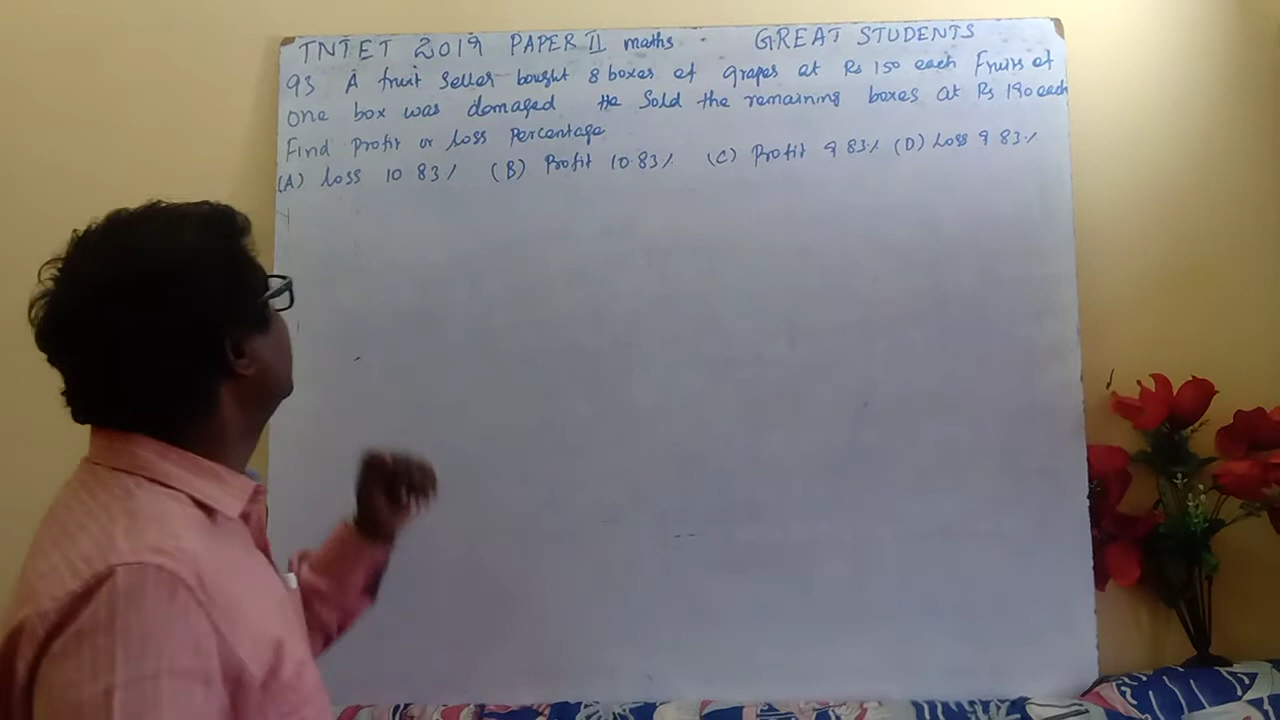 TNTET 2019 PAPER II maths - GREAT STUDENTS
93 A fruit seller bought 8 boxes of grapes at Rs 150 each Fruits of
one box was damaged He Sold the remaining boxes at Rs 190 each
Find Profit or loss Percentage
(A) loss 10 83% (B) Profit 10.83% (C) Profit 9 83% (D) Loss 9 83%